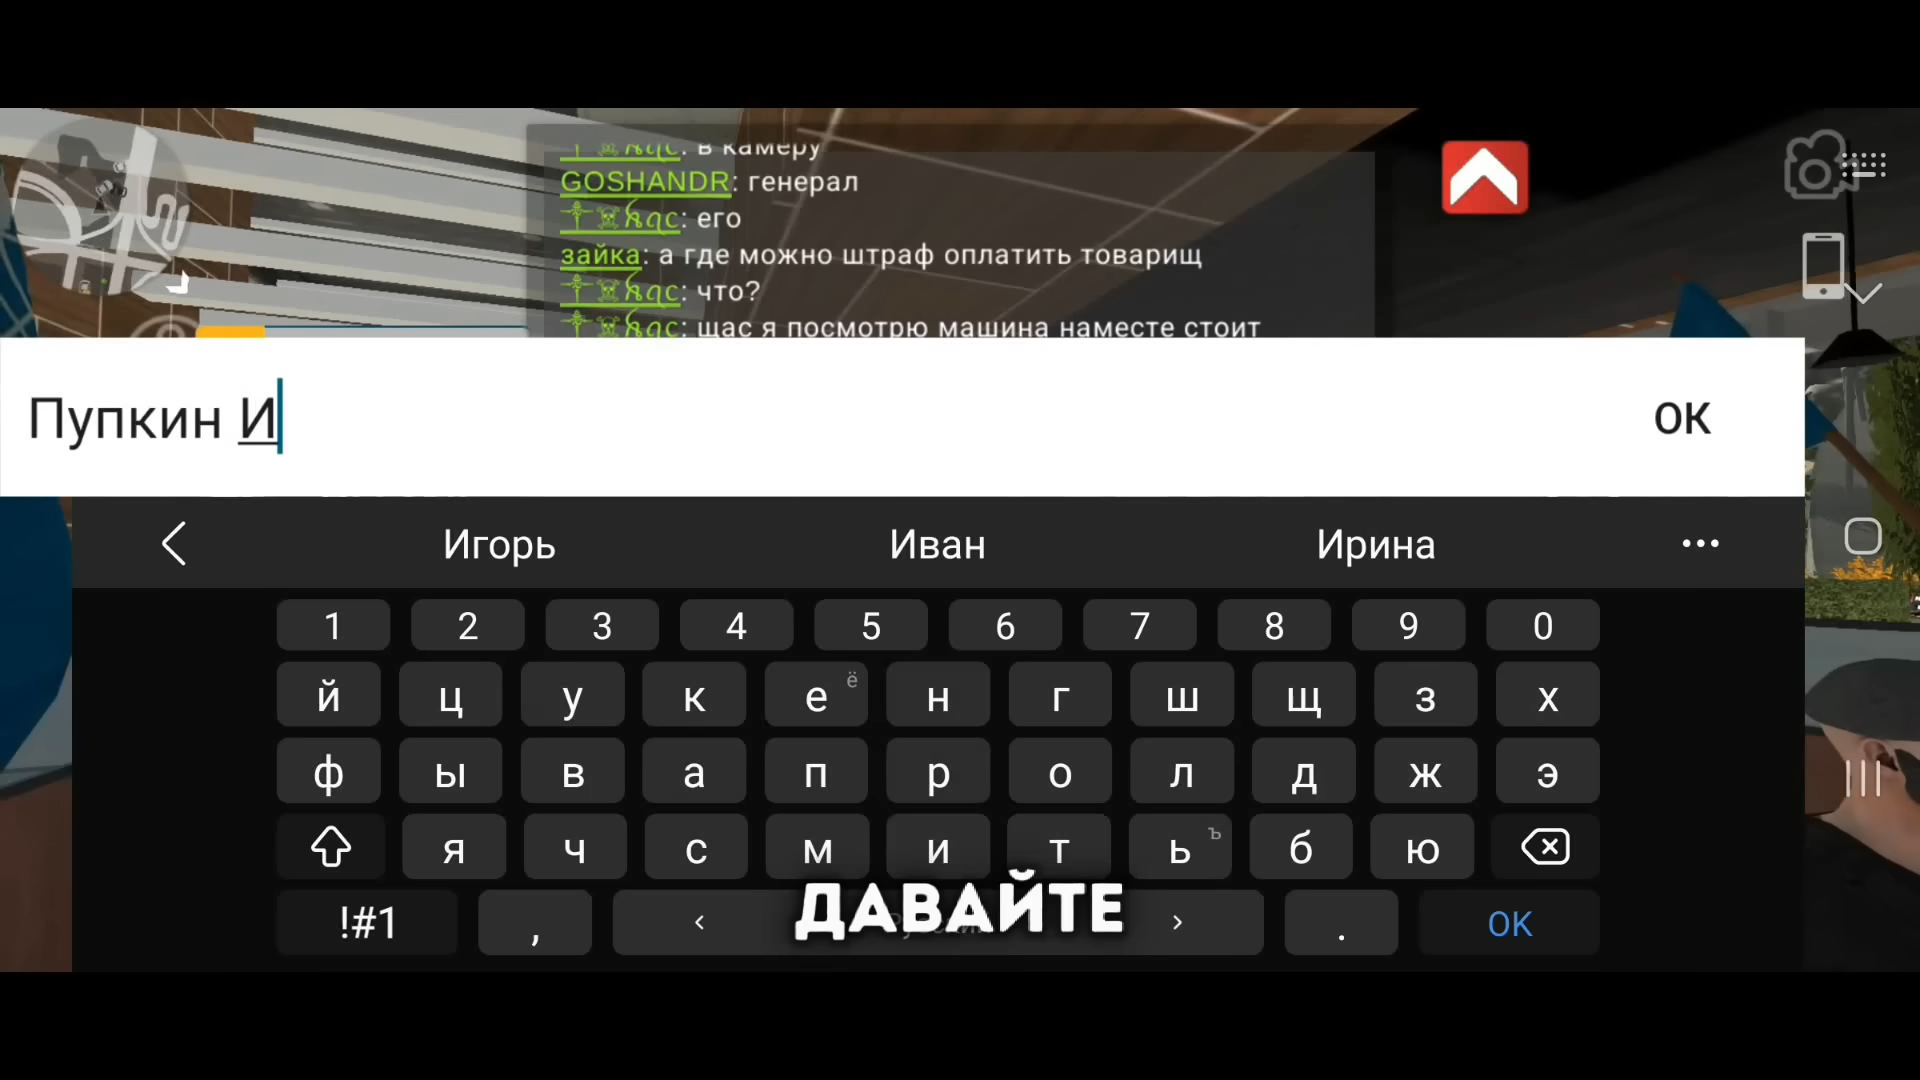 : в камеру
GOSHANDR: генерал
: его
зайка: а где можно штраф оплатить товарищ
: что?
: щас я посмотрю машина наместе стоит
Пупкин И
OK
Игорь Иван Ирина ...
1 2 3 4 5 6 7 8 9 0
й ц у к е ё н г ш щ з х
ф ы в а п р о л д ж э
я ч с м и т ь ъ б ю
!#1 , < > . OK
ДАВАЙТЕ